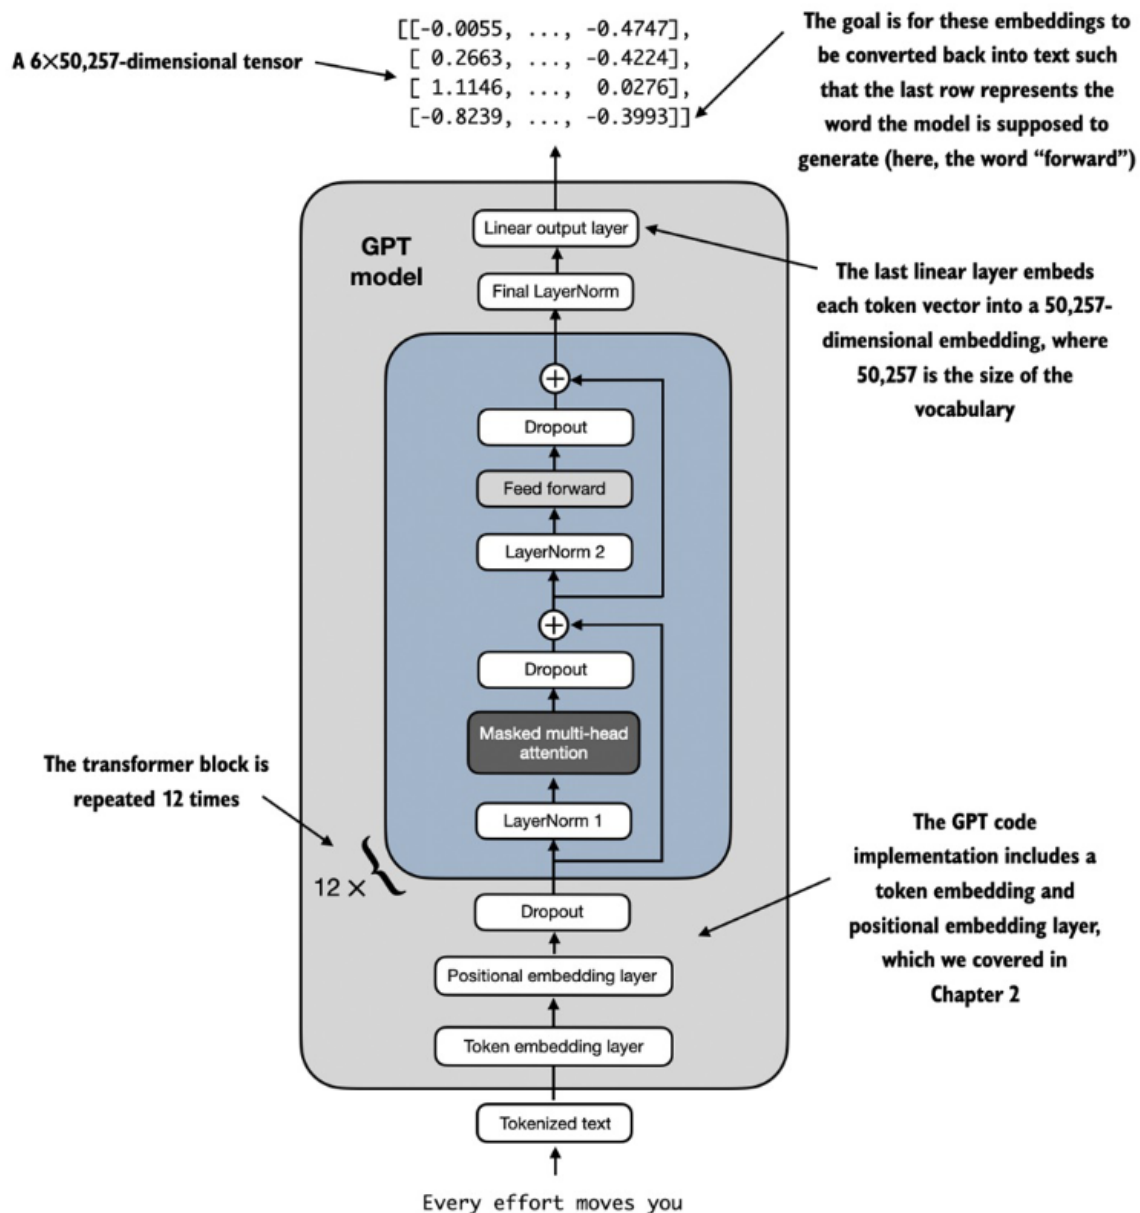 [[-0.0055, ..., -0.4747],
[ 0.2663, ..., -0.4224],
[ 1.1146, ...,  0.0276],
[-0.8239, ..., -0.3993]]
A 6×50,257-dimensional tensor
The goal is for these embeddings to
be converted back into text such
that the last row represents the
word the model is supposed to
generate (here, the word “forward”)
GPT
model
Linear output layer
Final LayerNorm
The last linear layer embeds
each token vector into a 50,257-
dimensional embedding, where
50,257 is the size of the
vocabulary
+
Dropout
Feed forward
LayerNorm 2
+
Dropout
Masked multi-head
attention
LayerNorm 1
The transformer block is
repeated 12 times
12 ×
Dropout
Positional embedding layer
Token embedding layer
The GPT code
implementation includes a
token embedding and
positional embedding layer,
which we covered in
Chapter 2
Tokenized text
Every effort moves you